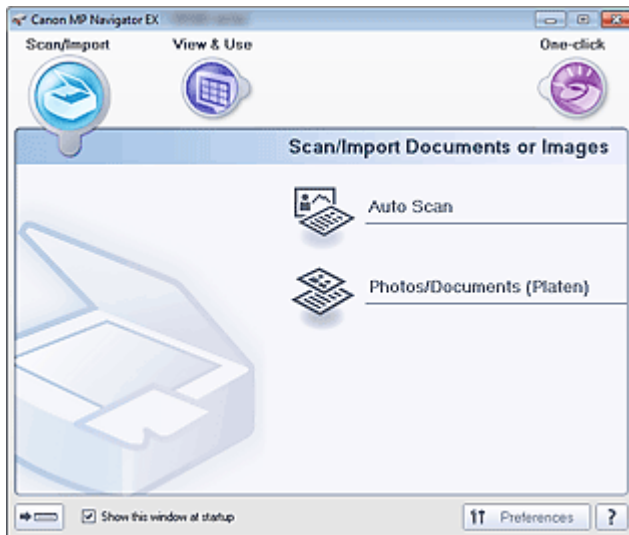 Canon MP Navigator EX
Scan/Import
View & Use
One-click
Scan/Import Documents or Images
Auto Scan
Photos/Documents (Platen)
Show this window at startup
Preferences
?